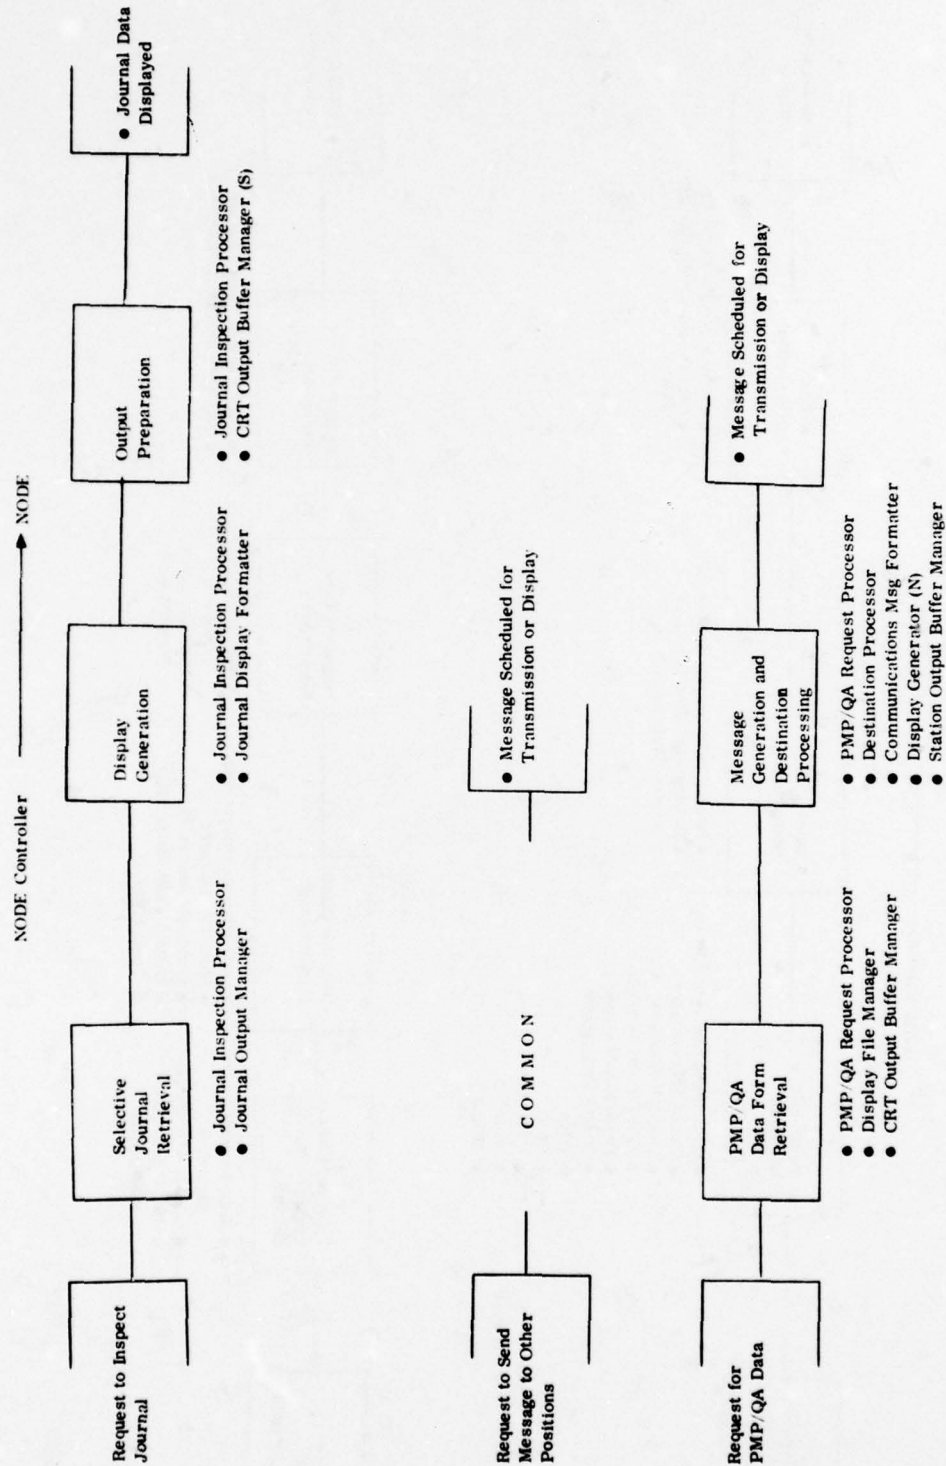 NODE Controller NODE
Request to Inspect
Journal
Selective
Journal
Retrieval
● Journal Inspection Processor
● Journal Output Manager
Display
Generation
● Journal Inspection Processor
● Journal Display Formatter
Output
Preparation
● Journal Inspection Processor
● CRT Output Buffer Manager (S)
● Journal Data
Displayed
Request to Send
Message to Other
Positions
COMMON
● Message Scheduled for
Transmission or Display
Request for
PMP/QA Data
PMP/QA
Data Form
Retrieval
● PMP/QA Request Processor
● Display File Manager
● CRT Output Buffer Manager
Message
Generation and
Destination
Processing
● PMP/QA Request Processor
● Destination Processor
● Communications Msg Formatter
● Display Generator (N)
● Station Output Buffer Manager
● Message Scheduled for
Transmission or Display